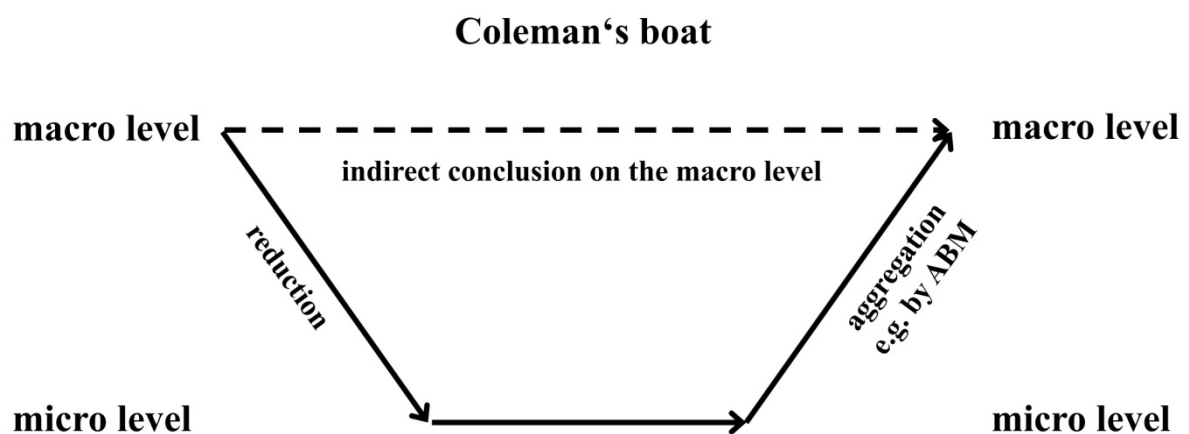 Coleman‘s boat
macro level
macro level
indirect conclusion on the macro level
reduction
aggregation
e.g. by ABM
micro level
micro level